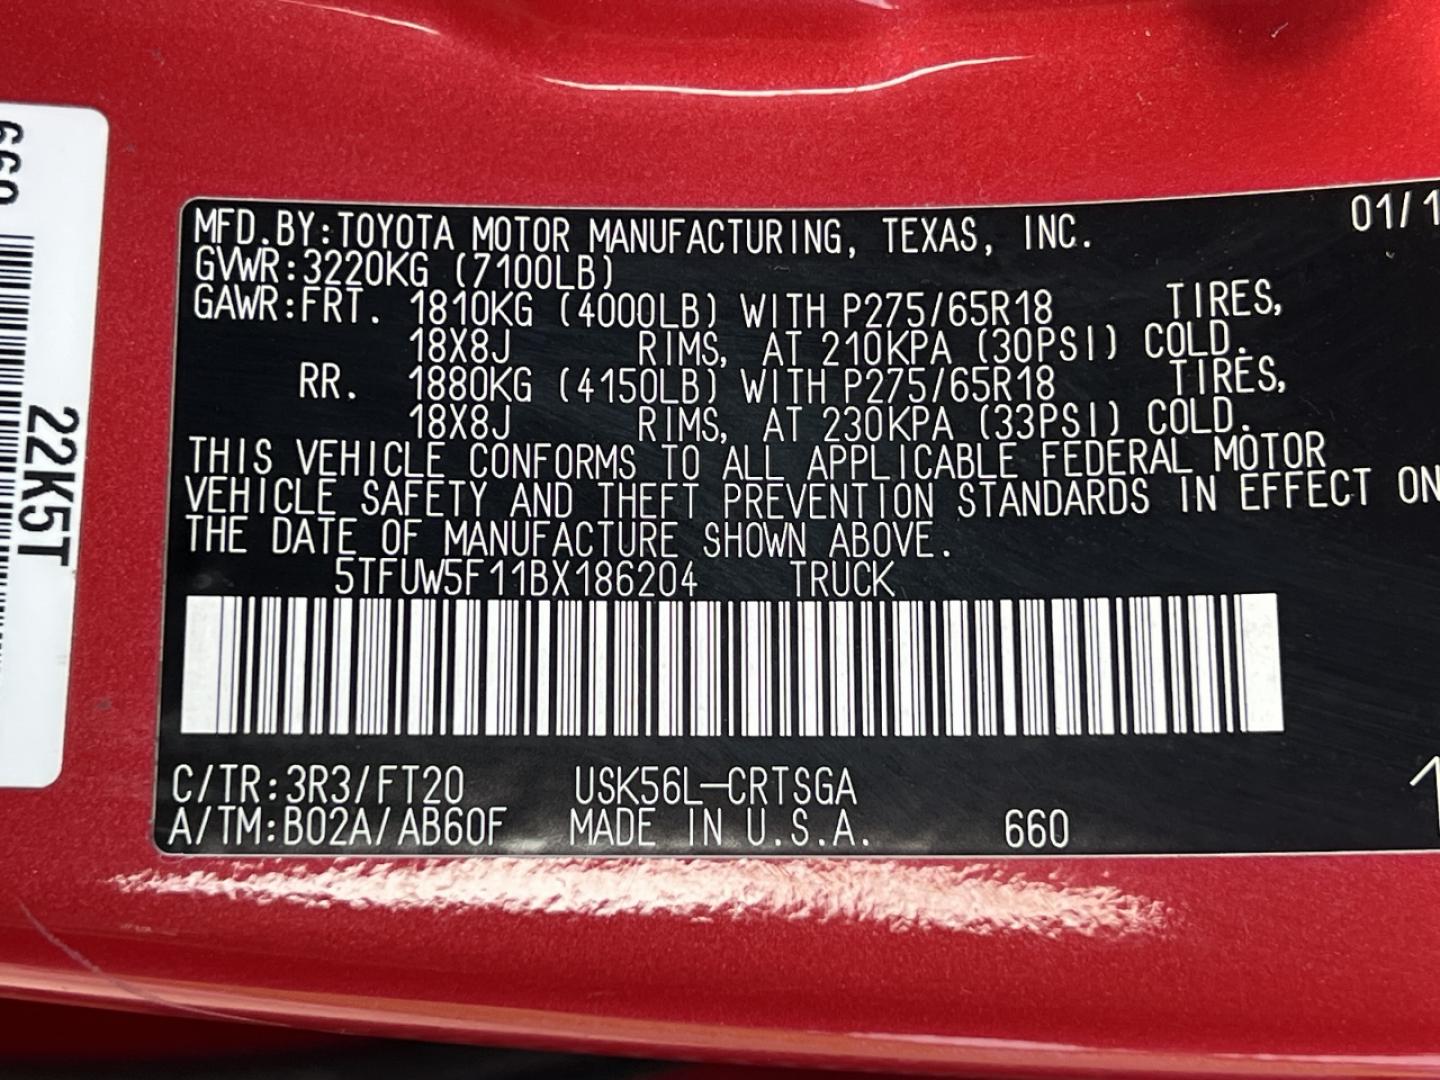 MFD.BY:TOYOTA MOTOR MANUFACTURING, TEXAS, INC. 01/1
GVWR:3220KG (7100LB)
GAWR:FRT. 1810KG (4000LB) WITH P275/65R18 TIRES,
18X8J RIMS, AT 210KPA (30PSI) COLD.
RR. 1880KG (4150LB) WITH P275/65R18 TIRES,
18X8J RIMS, AT 230KPA (33PSI) COLD.
THIS VEHICLE CONFORMS TO ALL APPLICABLE FEDERAL MOTOR
VEHICLE SAFETY AND THEFT PREVENTION STANDARDS IN EFFECT ON
THE DATE OF MANUFACTURE SHOWN ABOVE.
5TFUW5F11BX186204 TRUCK
C/TR:3R3/FT20 USK56L-CRTSGA
A/TM:B02A/AB60F MADE IN U.S.A. 660
660
22K5T